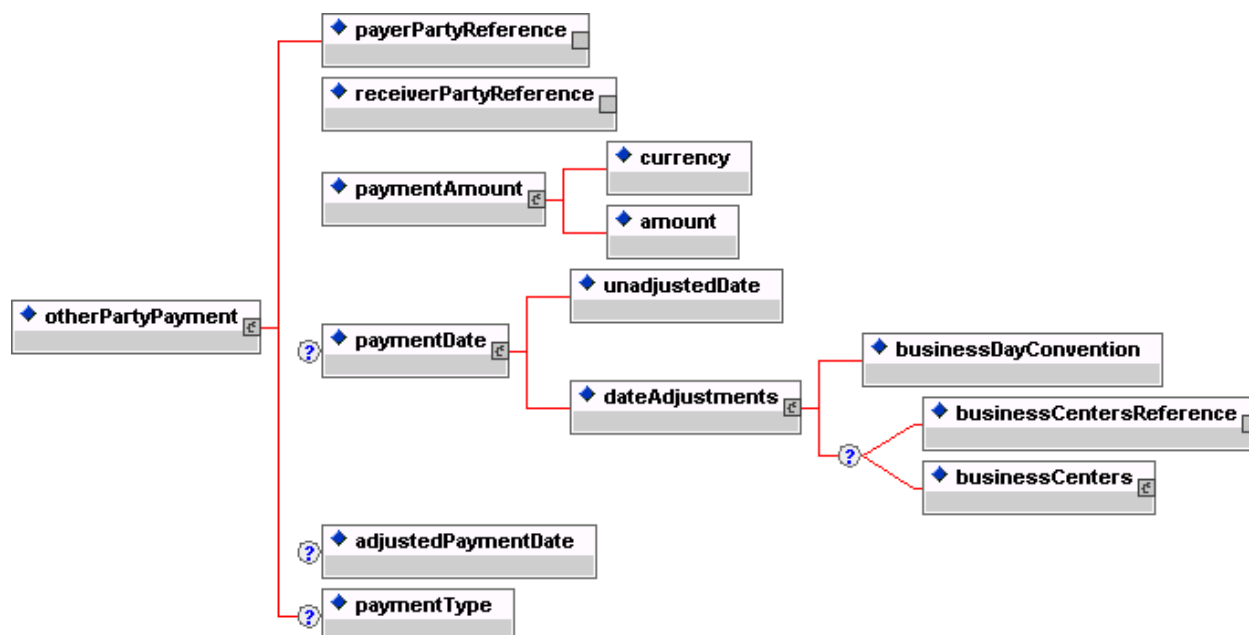 payerPartyReference
receiverPartyReference
currency
paymentAmount
amount
unadjustedDate
otherPartyPayment
? paymentDate
businessDayConvention
dateAdjustments
businessCentersReference
?
businessCenters
? adjustedPaymentDate
? paymentType